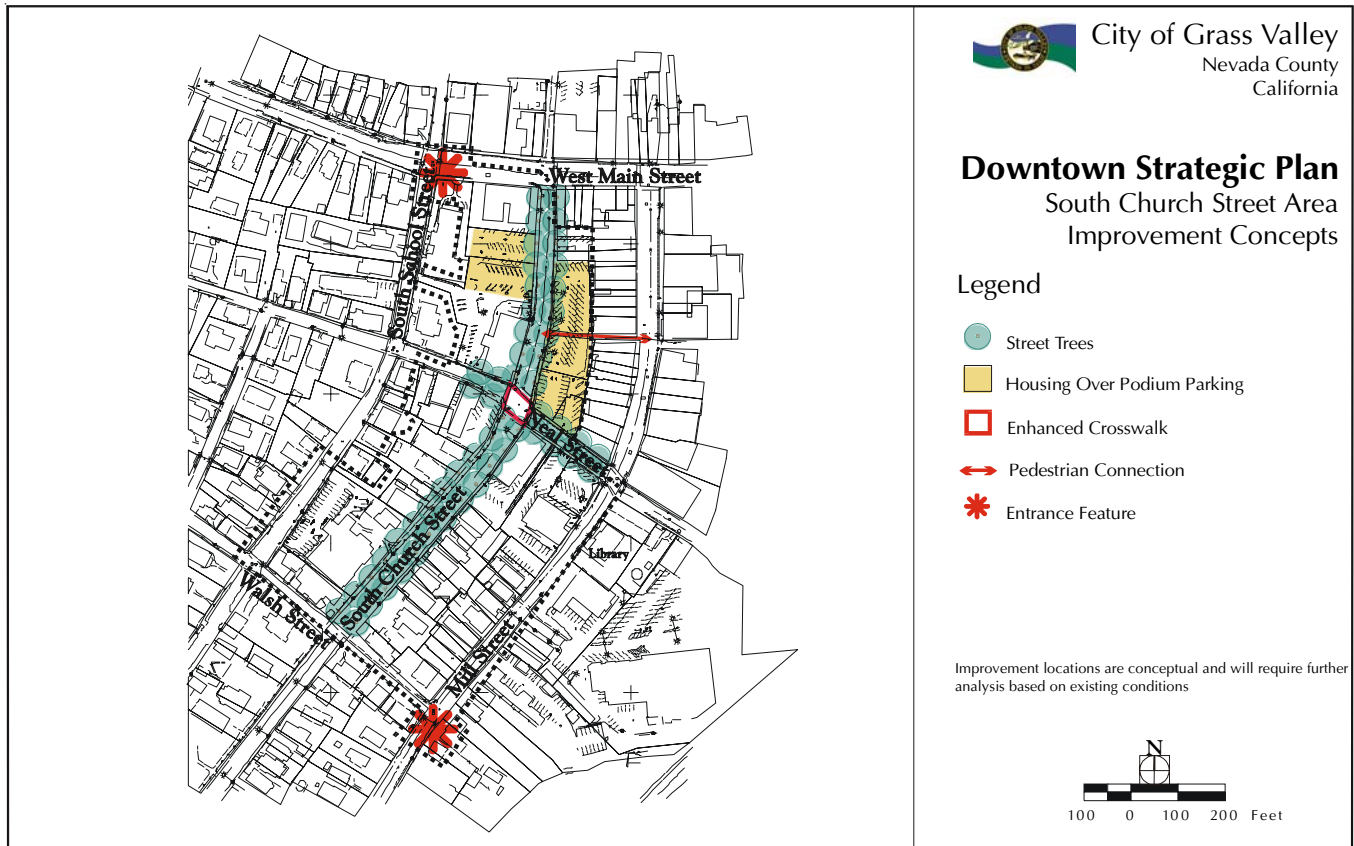 West Main Street
South School Street
Neal Street
South Church Street
Library
Walsh Street
Mill Street
City of Grass Valley
Nevada County
California
Downtown Strategic Plan
South Church Street Area
Improvement Concepts
Legend
Street Trees
Housing Over Podium Parking
Enhanced Crosswalk
Pedestrian Connection
Entrance Feature
Improvement locations are conceptual and will require further
analysis based on existing conditions
N
100 0 100 200 Feet